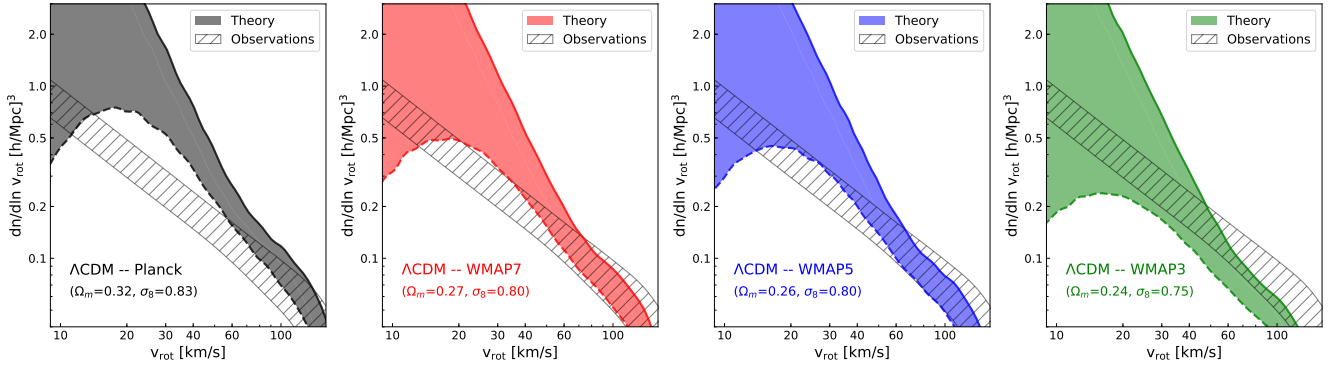 Theory
Observations
2.0
1.0
0.5
0.2
0.1
dn/dln v_rot [h/Mpc]³
ΛCDM -- Planck
(Ω_m=0.32, σ_8=0.83)
10
20
30
40
60
100
v_rot [km/s]
Theory
Observations
2.0
1.0
0.5
0.2
0.1
dn/dln v_rot [h/Mpc]³
ΛCDM -- WMAP7
(Ω_m=0.27, σ_8=0.80)
10
20
30
40
60
100
v_rot [km/s]
Theory
Observations
2.0
1.0
0.5
0.2
0.1
dn/dln v_rot [h/Mpc]³
ΛCDM -- WMAP5
(Ω_m=0.26, σ_8=0.80)
10
20
30
40
60
100
v_rot [km/s]
Theory
Observations
2.0
1.0
0.5
0.2
0.1
dn/dln v_rot [h/Mpc]³
ΛCDM -- WMAP3
(Ω_m=0.24, σ_8=0.75)
10
20
30
40
60
100
v_rot [km/s]